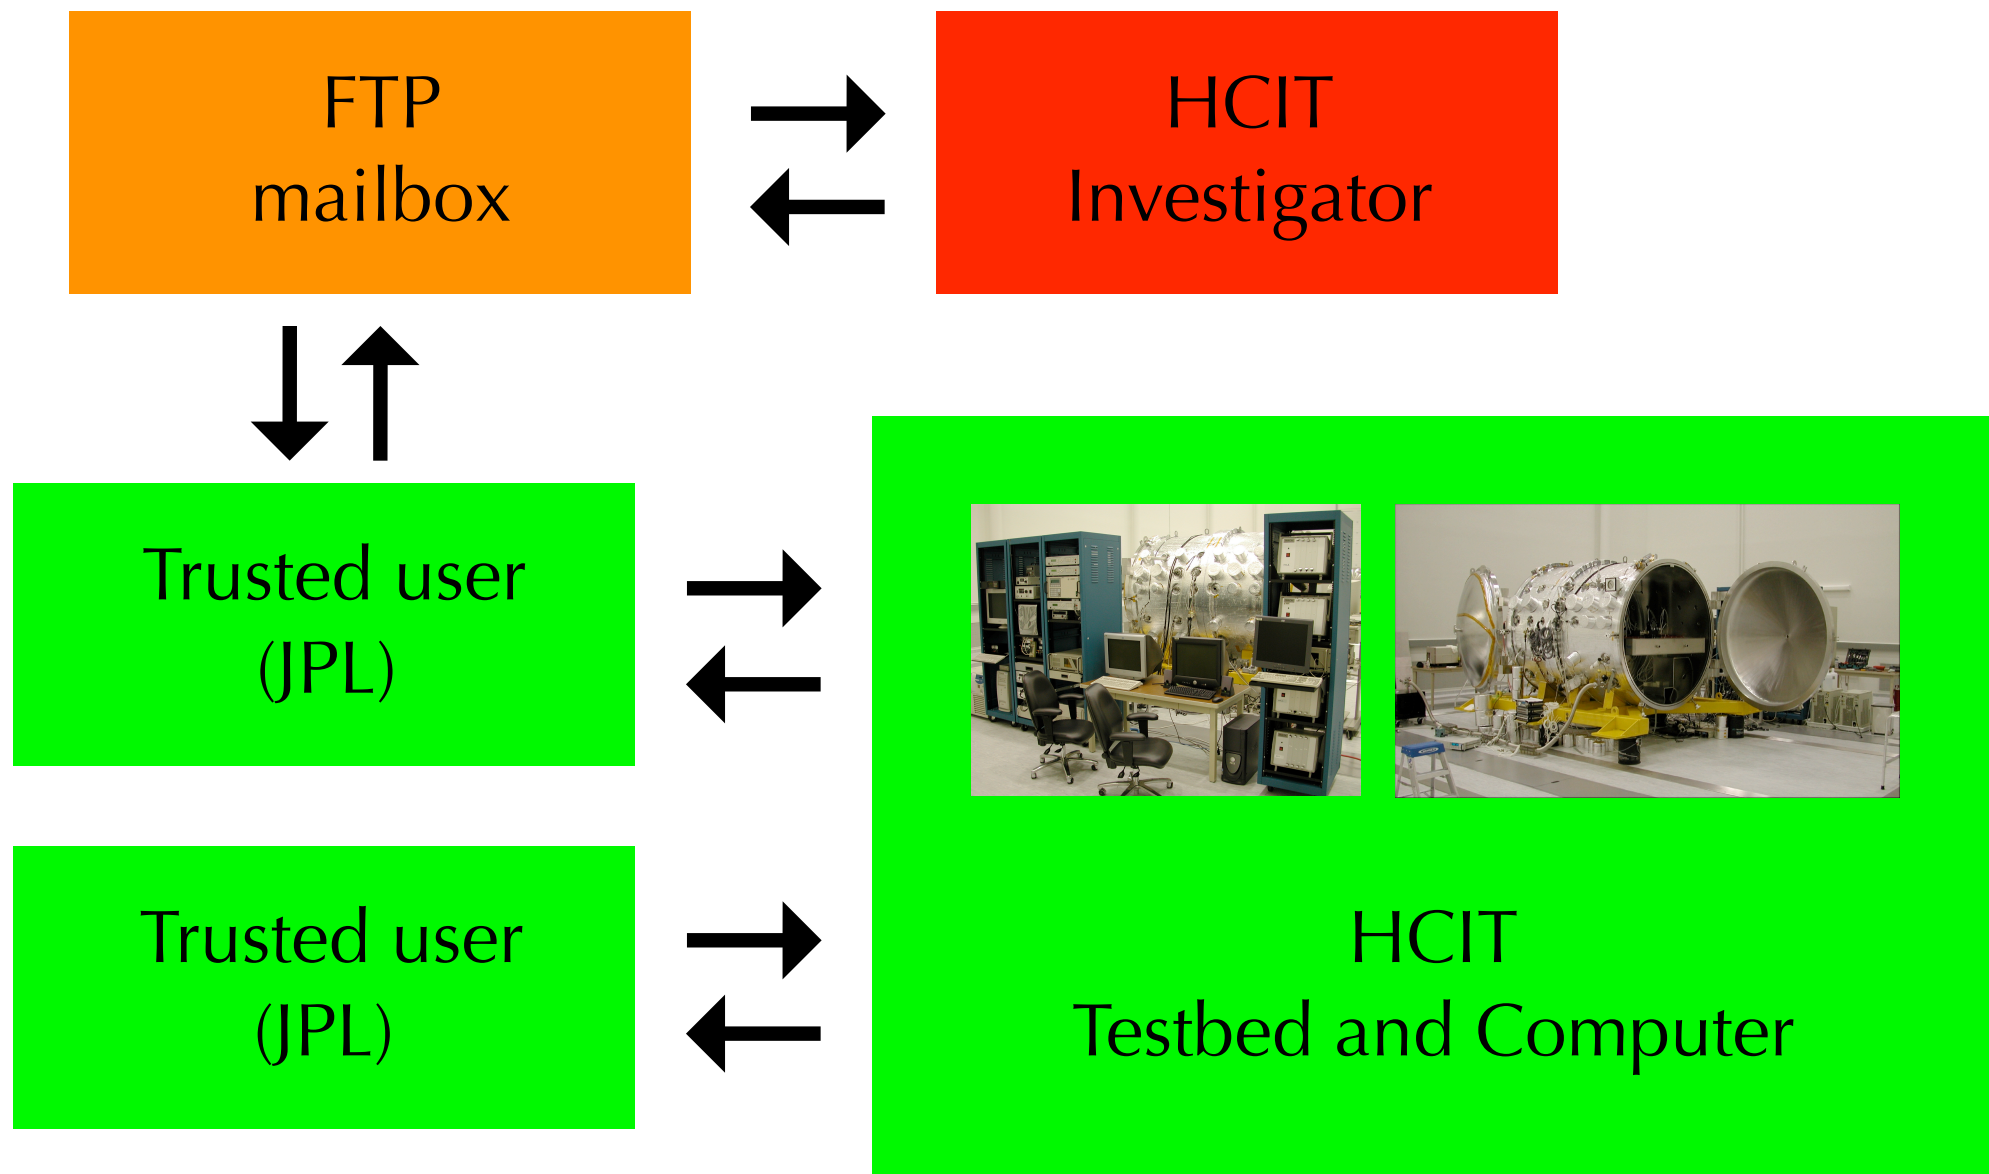 FTP
mailbox
HCIT
Investigator
Trusted user
(JPL)
Trusted user
(JPL)
HCIT
Testbed and Computer